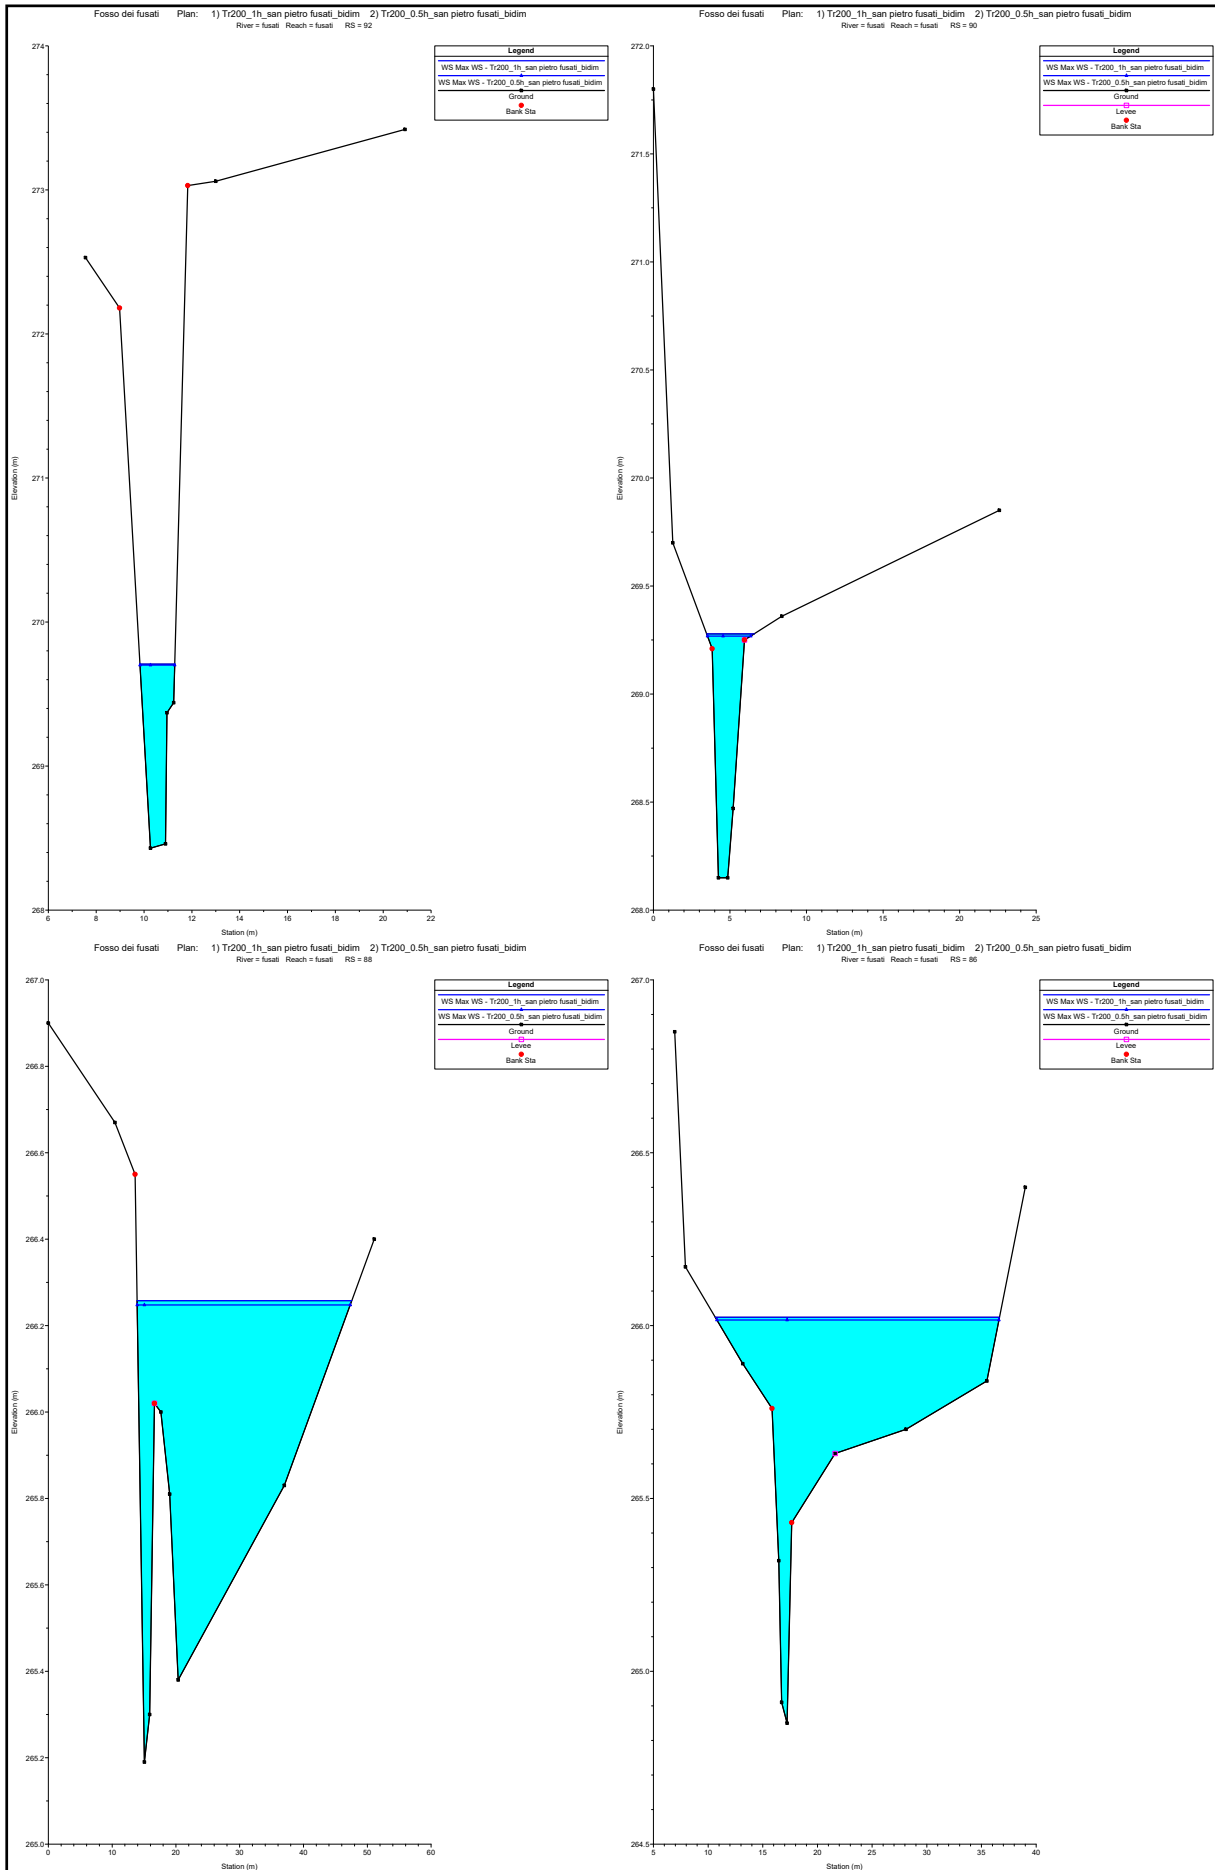 Fosso dei fusati Plan: 1) Tr200_1h_san pietro fusati_bidim 2) Tr200_0.5h_san pietro fusati_bidim
River = fusati Reach = fusati RS = 92
Legend
WS Max WS - Tr200_1h_san pietro fusati_bidim
WS Max WS - Tr200_0.5h_san pietro fusati_bidim
Ground
Bank Sta
274
273
272
271
270
269
268
Elevation (m)
6 8 10 12 14 16 18 20 22
Station (m)
Fosso dei fusati Plan: 1) Tr200_1h_san pietro fusati_bidim 2) Tr200_0.5h_san pietro fusati_bidim
River = fusati Reach = fusati RS = 90
Legend
WS Max WS - Tr200_1h_san pietro fusati_bidim
WS Max WS - Tr200_0.5h_san pietro fusati_bidim
Ground
Levee
Bank Sta
272.0
271.5
271.0
270.5
270.0
269.5
269.0
268.5
268.0
Elevation (m)
0 5 10 15 20 25
Station (m)
Fosso dei fusati Plan: 1) Tr200_1h_san pietro fusati_bidim 2) Tr200_0.5h_san pietro fusati_bidim
River = fusati Reach = fusati RS = 88
Legend
WS Max WS - Tr200_1h_san pietro fusati_bidim
WS Max WS - Tr200_0.5h_san pietro fusati_bidim
Ground
Levee
Bank Sta
267.0
266.8
266.6
266.4
266.2
266.0
265.8
265.6
265.4
265.2
265.0
Elevation (m)
0 10 20 30 40 50 60
Station (m)
Fosso dei fusati Plan: 1) Tr200_1h_san pietro fusati_bidim 2) Tr200_0.5h_san pietro fusati_bidim
River = fusati Reach = fusati RS = 86
Legend
WS Max WS - Tr200_1h_san pietro fusati_bidim
WS Max WS - Tr200_0.5h_san pietro fusati_bidim
Ground
Levee
Bank Sta
267.0
266.5
266.0
265.5
265.0
264.5
Elevation (m)
5 10 15 20 25 30 35 40
Station (m)